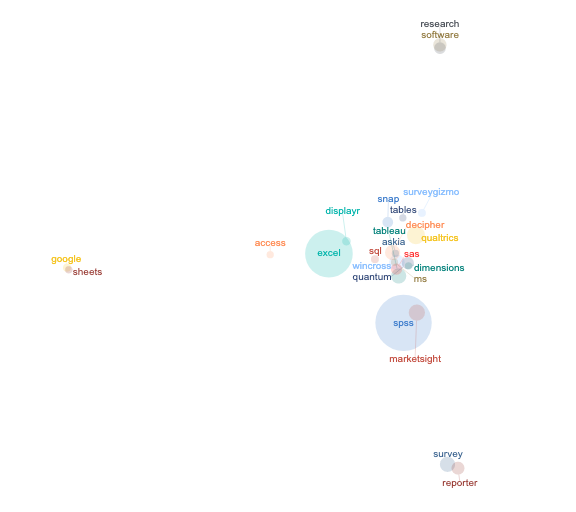 research
software
surveygizmo
snap
tables
displayr
decipher
tableau
qualtrics
askia
access
excel
sql
sas
google
wincross
dimensions
sheets
quantum
ms
spss
marketsight
survey
reporter